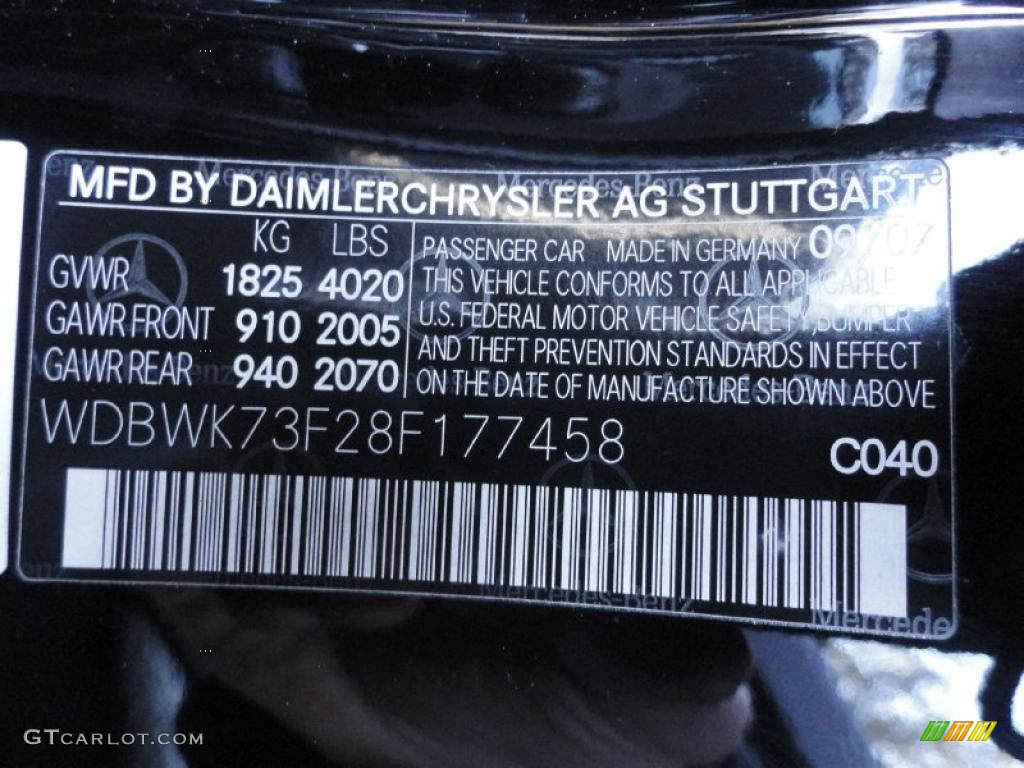 MFD BY DAIMLERCHRYSLER AG STUTTGART
KG LBS
GVWR 1825 4020
GAWR FRONT 910 2005
GAWR REAR 940 2070
PASSENGER CAR MADE IN GERMANY 09/07
THIS VEHICLE CONFORMS TO ALL APPLICABLE
U.S. FEDERAL MOTOR VEHICLE SAFETY, BUMPER
AND THEFT PREVENTION STANDARDS IN EFFECT
ON THE DATE OF MANUFACTURE SHOWN ABOVE
WDBWK73F28F177458
C040
Mercedes-Benz
GTCARLOT.COM